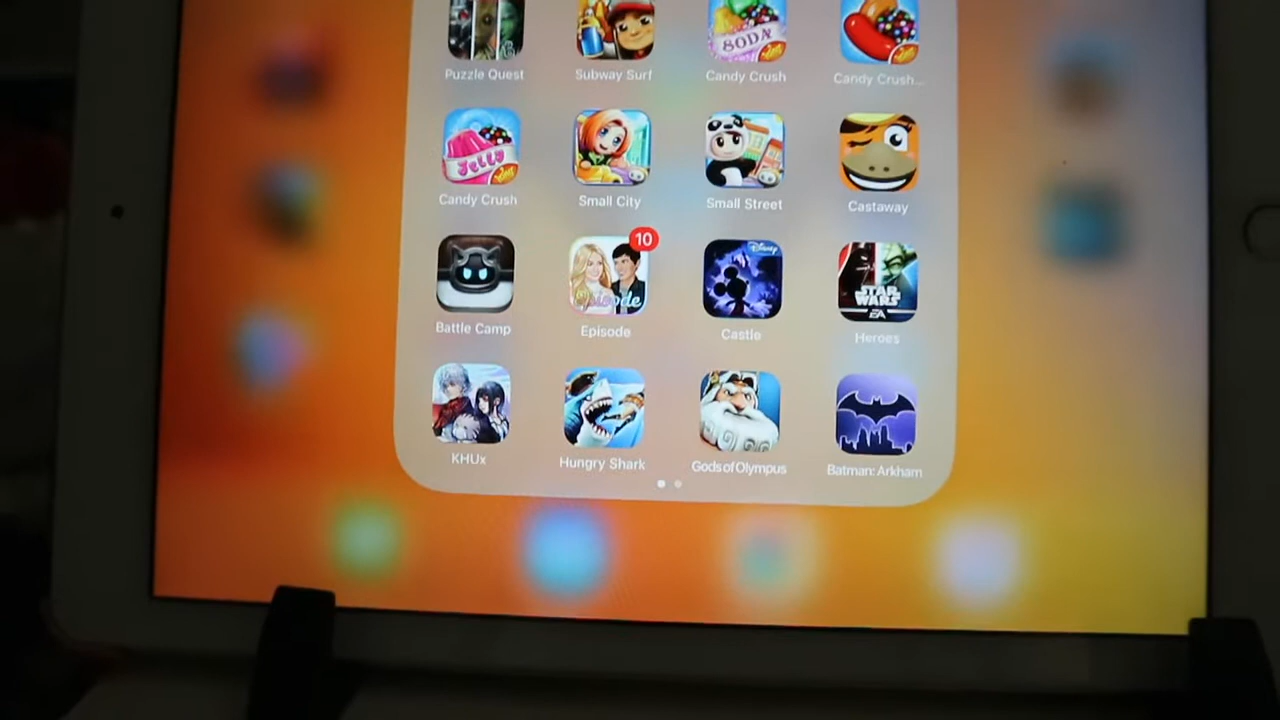 SODA
Puzzle Quest
Subway Surf
Candy Crush
Candy Crush...
JELLY
Candy Crush
Small City
Small Street
Castaway
10
Episode
Disney
STAR
WARS
EA
Battle Camp
Episode
Castle
Heroes
KHUx
Hungry Shark
Gods of Olympus
Batman: Arkham